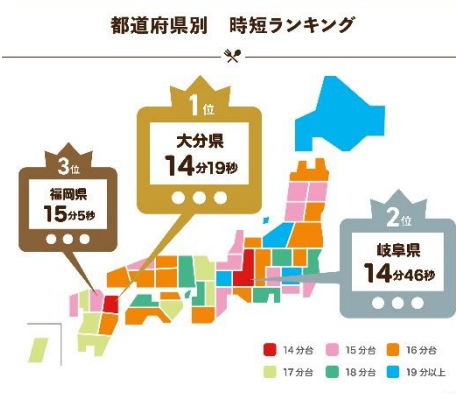 都道府県別　時短ランキング
1位
大分県
14分19秒
3位
福岡県
15分5秒
2位
岐阜県
14分46秒
14分台
15分台
16分台
17分台
18分台
19分以上